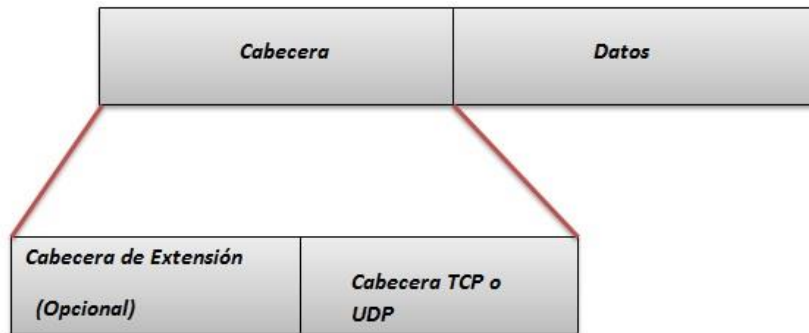 Cabecera
Datos
Cabecera de Extensión
(Opcional)
Cabecera TCP o
UDP